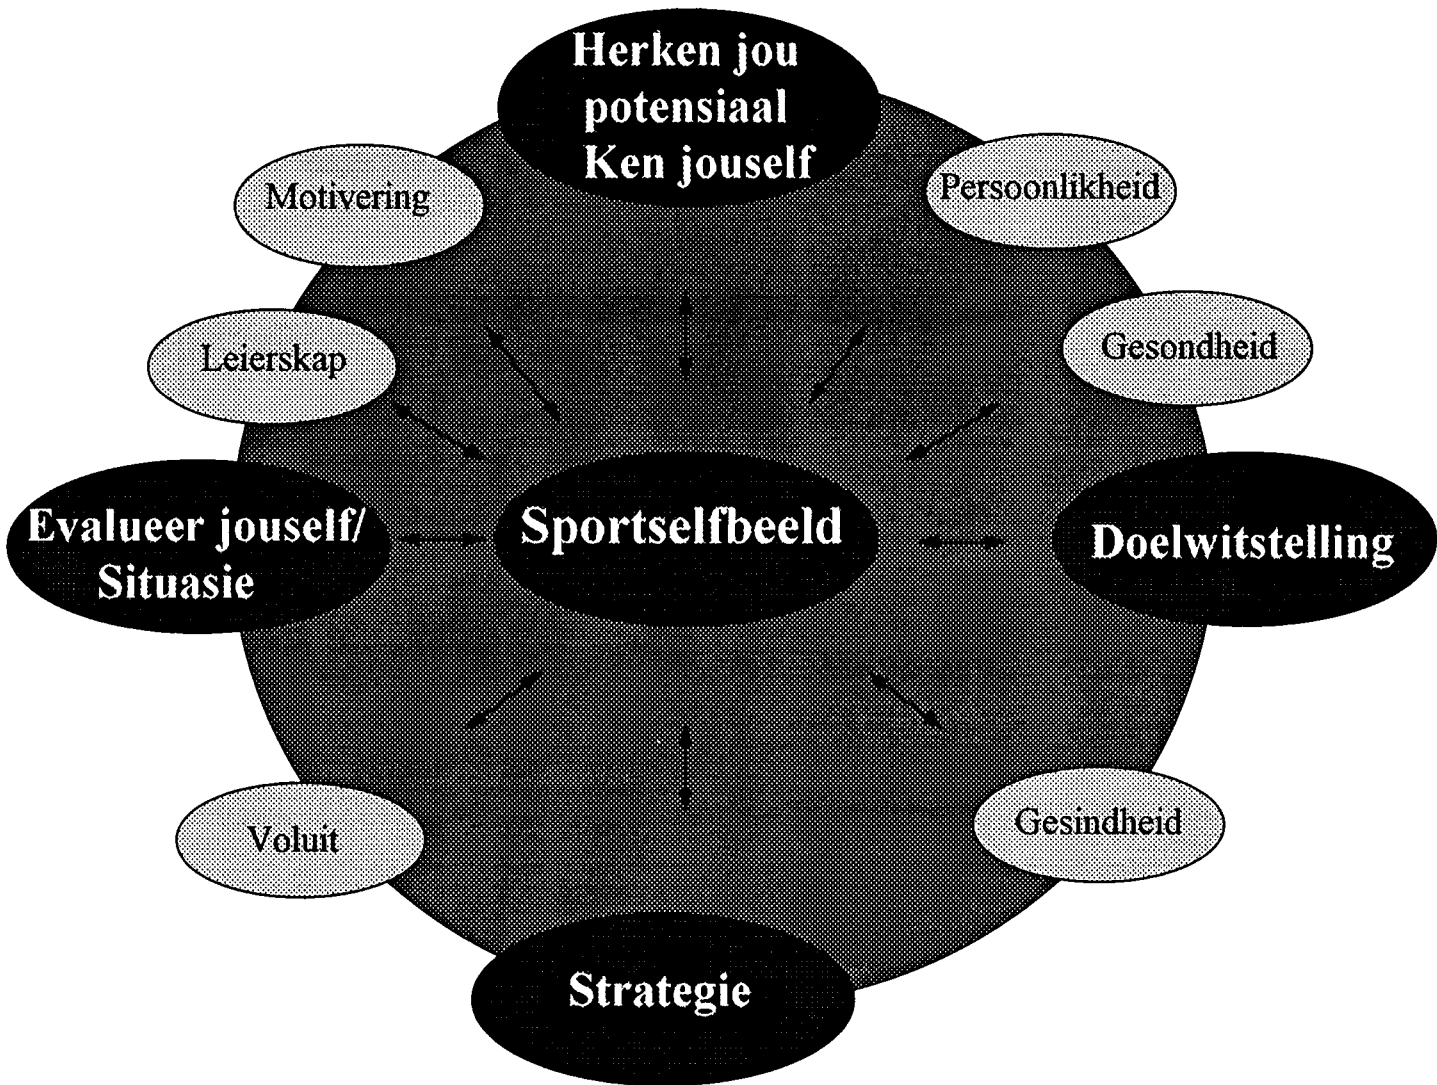 Herken jou
potensiaal
Ken jouself
Motivering
Persoonlikheid
Leierskap
Gesondheid
Evalueer jouself/
Situasie
Sportselfbeeld
Doelwitstelling
Voluit
Gesindheid
Strategie